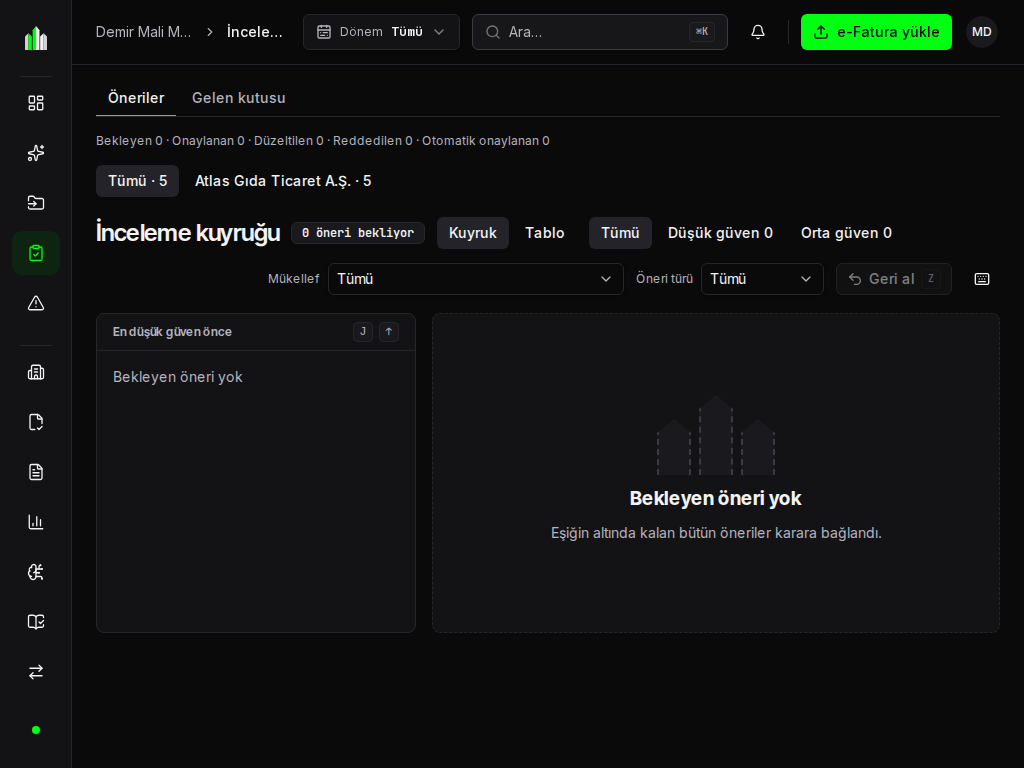 Demir Mali M... > İncele...
Dönem Tümü
Ara...
⌘K
e-Fatura yükle
MD
Öneriler
Gelen kutusu
Bekleyen 0 · Onaylanan 0 · Düzeltilen 0 · Reddedilen 0 · Otomatik onaylanan 0
Tümü · 5
Atlas Gıda Ticaret A.Ş. · 5
İnceleme kuyruğu
0 öneri bekliyor
Kuyruk
Tablo
Tümü
Düşük güven 0
Orta güven 0
Mükellef
Tümü
Öneri türü
Tümü
Geri al Z
En düşük güven önce
J ↑
Bekleyen öneri yok
Bekleyen öneri yok
Eşiğin altında kalan bütün öneriler karara bağlandı.